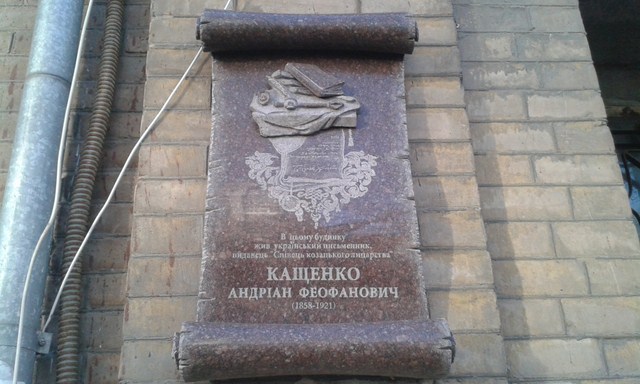 В цьому будинку
жив український письменник,
видавець "Співець козацького лицарства"
КАЩЕНКО
АНДРІАН ФЕОФАНОВИЧ
(1858-1921)